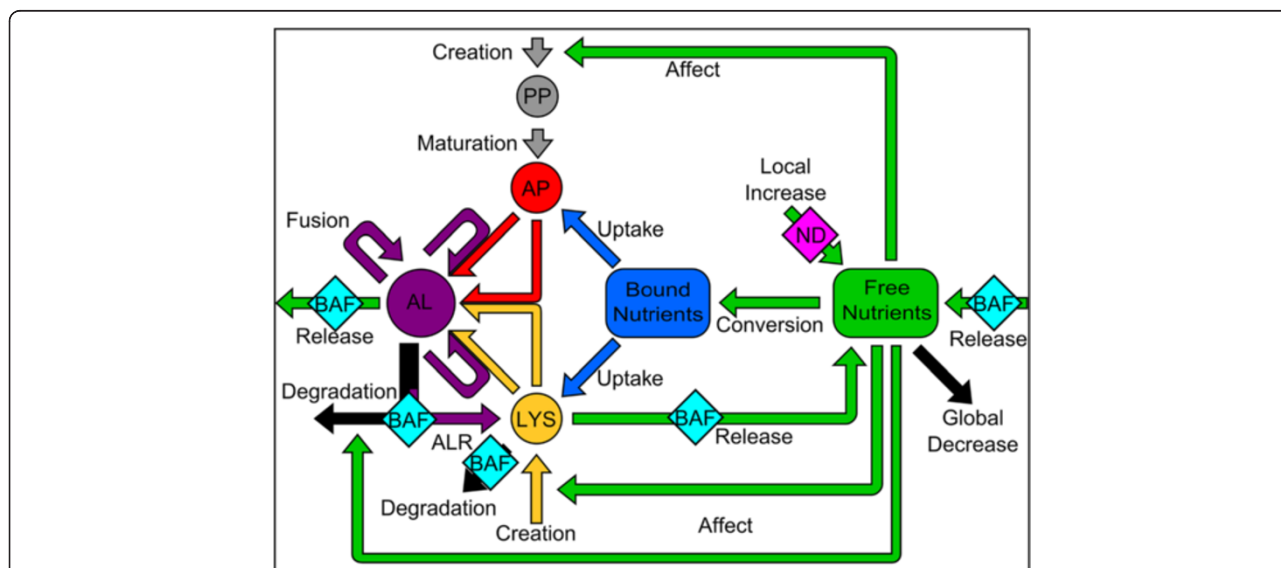 Creation
Affect
PP
Maturation
Local
Increase
AP
Fusion
Uptake
ND
AL
BAF
Release
Bound
Nutrients
Conversion
Free
Nutrients
BAF
Release
Uptake
Degradation
BAF
ALR
LYS
BAF
Release
Global
Decrease
BAF
Degradation
Creation
Affect